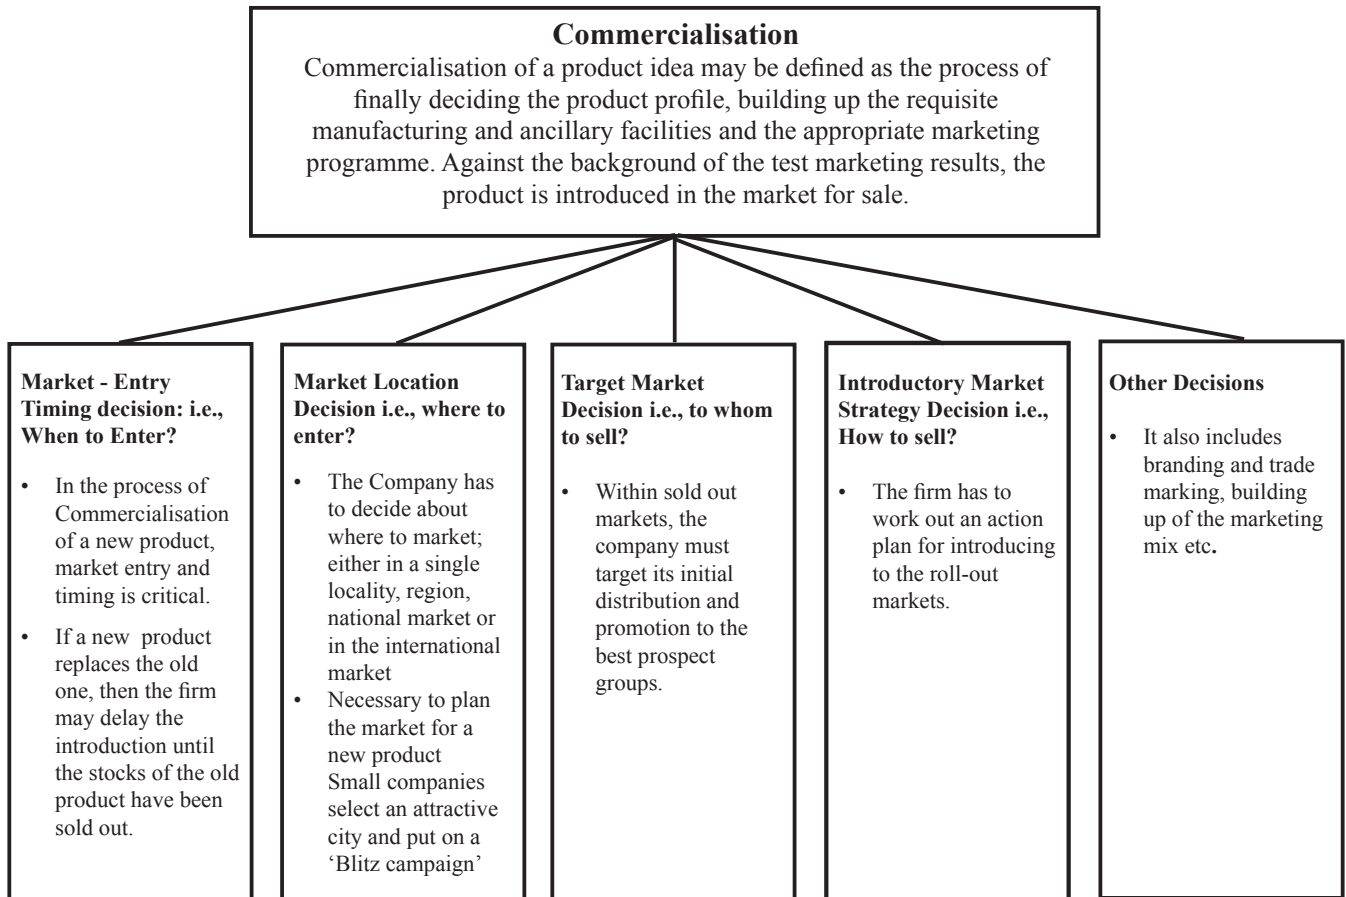 Commercialisation
Commercialisation of a product idea may be defined as the process of
finally deciding the product profile, building up the requisite
manufacturing and ancillary facilities and the appropriate marketing
programme. Against the background of the test marketing results, the
product is introduced in the market for sale.
Market - Entry
Timing decision: i.e.,
When to Enter?
• In the process of
Commercialisation
of a new product,
market entry and
timing is critical.
• If a new product
replaces the old
one, then the firm
may delay the
introduction until
the stocks of the old
product have been
sold out.
Market Location
Decision i.e., where to
enter?
• The Company has
to decide about
where to market;
either in a single
locality, region,
national market or
in the international
market
• Necessary to plan
the market for a
new product
Small companies
select an attractive
city and put on a
‘Blitz campaign’
Target Market
Decision i.e., to whom
to sell?
• Within sold out
markets, the
company must
target its initial
distribution and
promotion to the
best prospect
groups.
Introductory Market
Strategy Decision i.e.,
How to sell?
• The firm has to
work out an action
plan for introducing
to the roll-out
markets.
Other Decisions
• It also includes
branding and trade
marking, building
up of the marketing
mix etc.